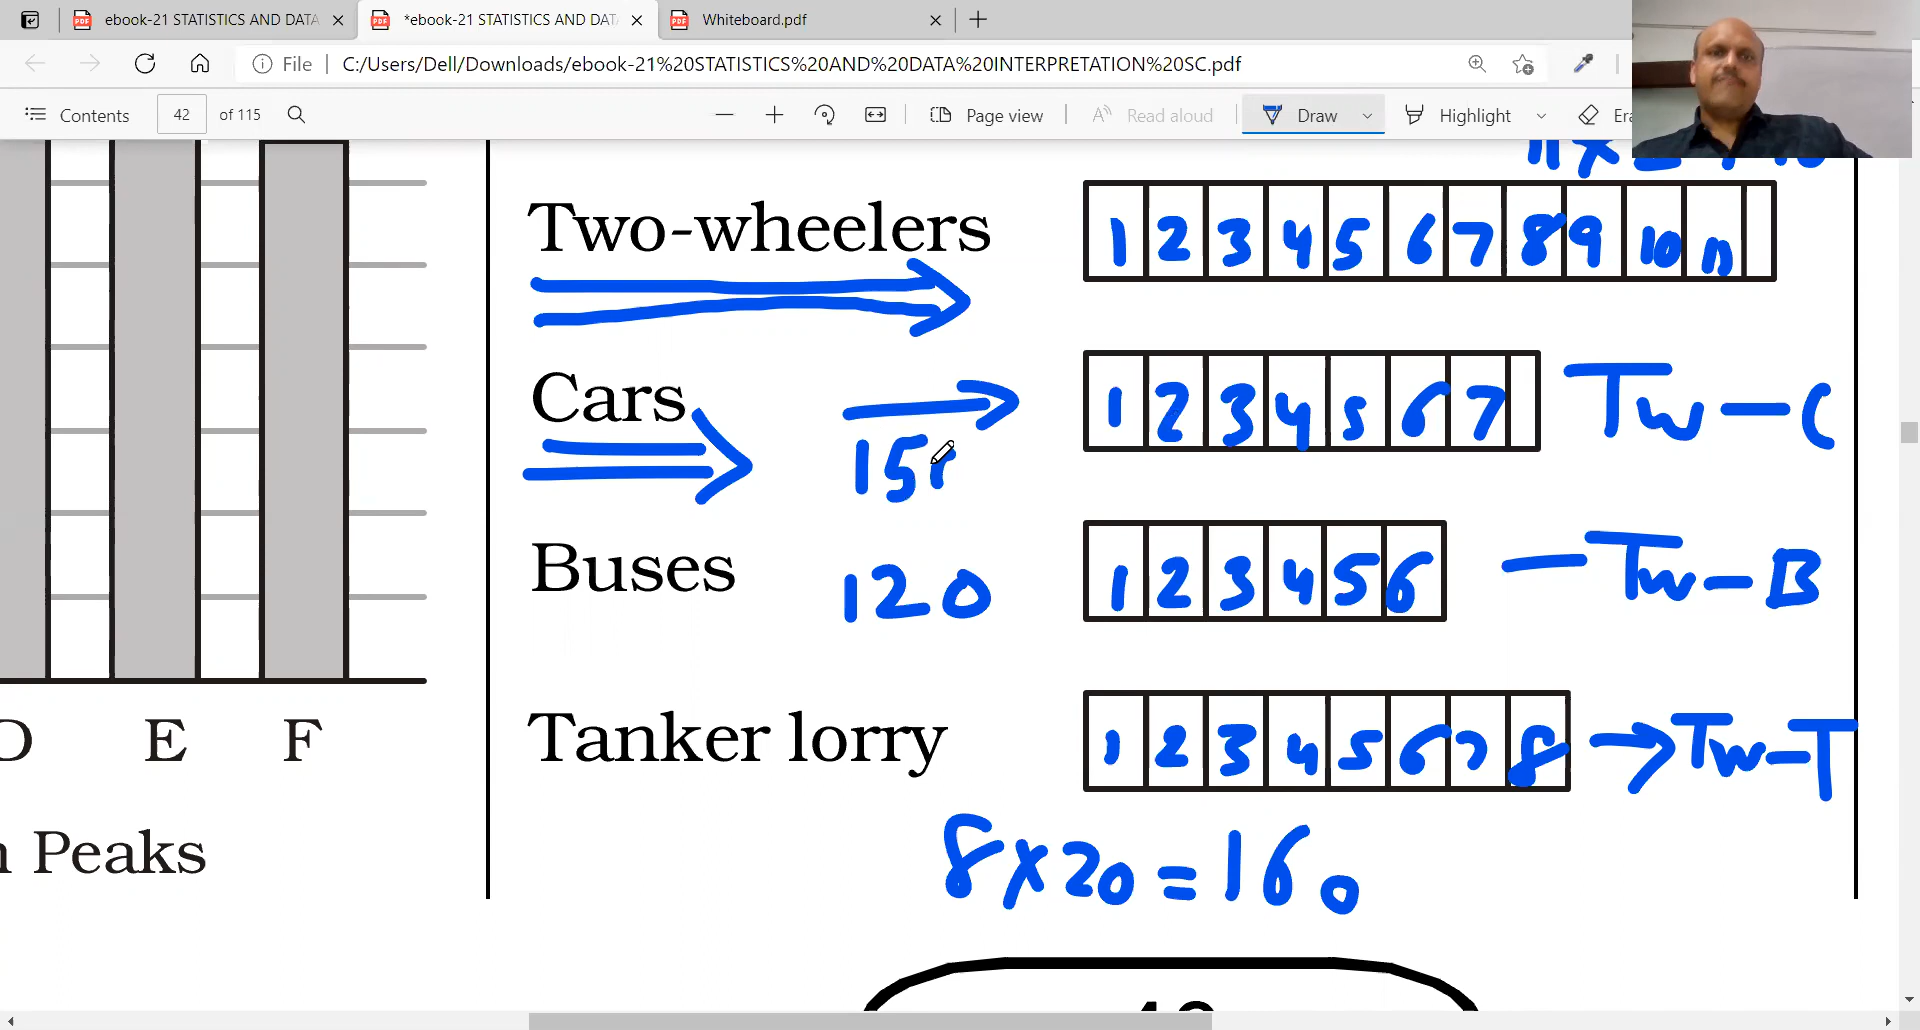 ebook-21 STATISTICS AND DATA
*ebook-21 STATISTICS AND DAT
Whiteboard.pdf
File
C:/Users/Dell/Downloads/ebook-21%20STATISTICS%20AND%20DATA%20INTERPRETATION%20SC.pdf
Contents
42
of 115
Page view
Read aloud
Draw
Highlight
Era
Two-wheelers
1 2 3 4 5 6 7 8 9 10 11
Cars
1 2 3 4 5 6 7
Tw - C
Buses
120
1 2 3 4 5 6
- Tw - B
Tanker lorry
1 2 3 4 5 6 7 8
→ Tw - T
8 x 20 = 160
D E F
Peaks